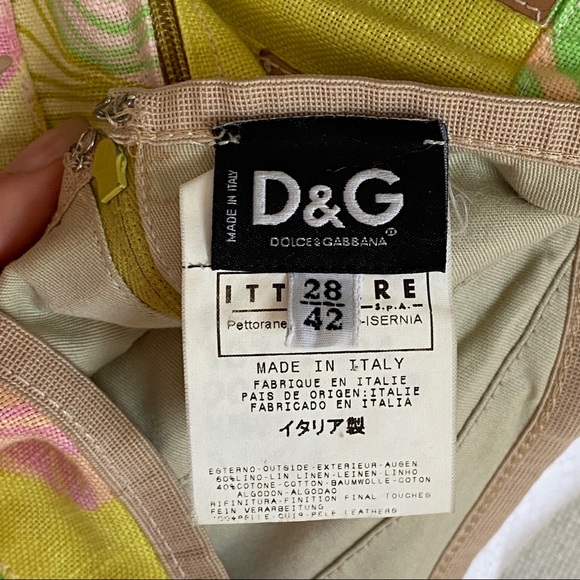 MADE IN ITALY
D&G
DOLCE & GABBANA
ITT RE
S.p.A.
28
42
Pettorane -ISERNIA
MADE IN ITALY
FABRIQUE EN ITALIE
PAIS DE ORIGEN:ITALIE
FABRICADO EN ITALIA
イタリア製
ESTERNO-OUTSIDE-EXTERIEUR-AUSEN
60%LINO-LIN LINEN-LEINEN-LINHO
40%COTONE-COTTON-BAUMWOLLE-COTON
ALGODON-ALGODAO
RIFINITURA-FINITION FINAL TOUCHES
FEIN VERARBEITUNG
100%PELLE-CUIR-PELE LEATHERS